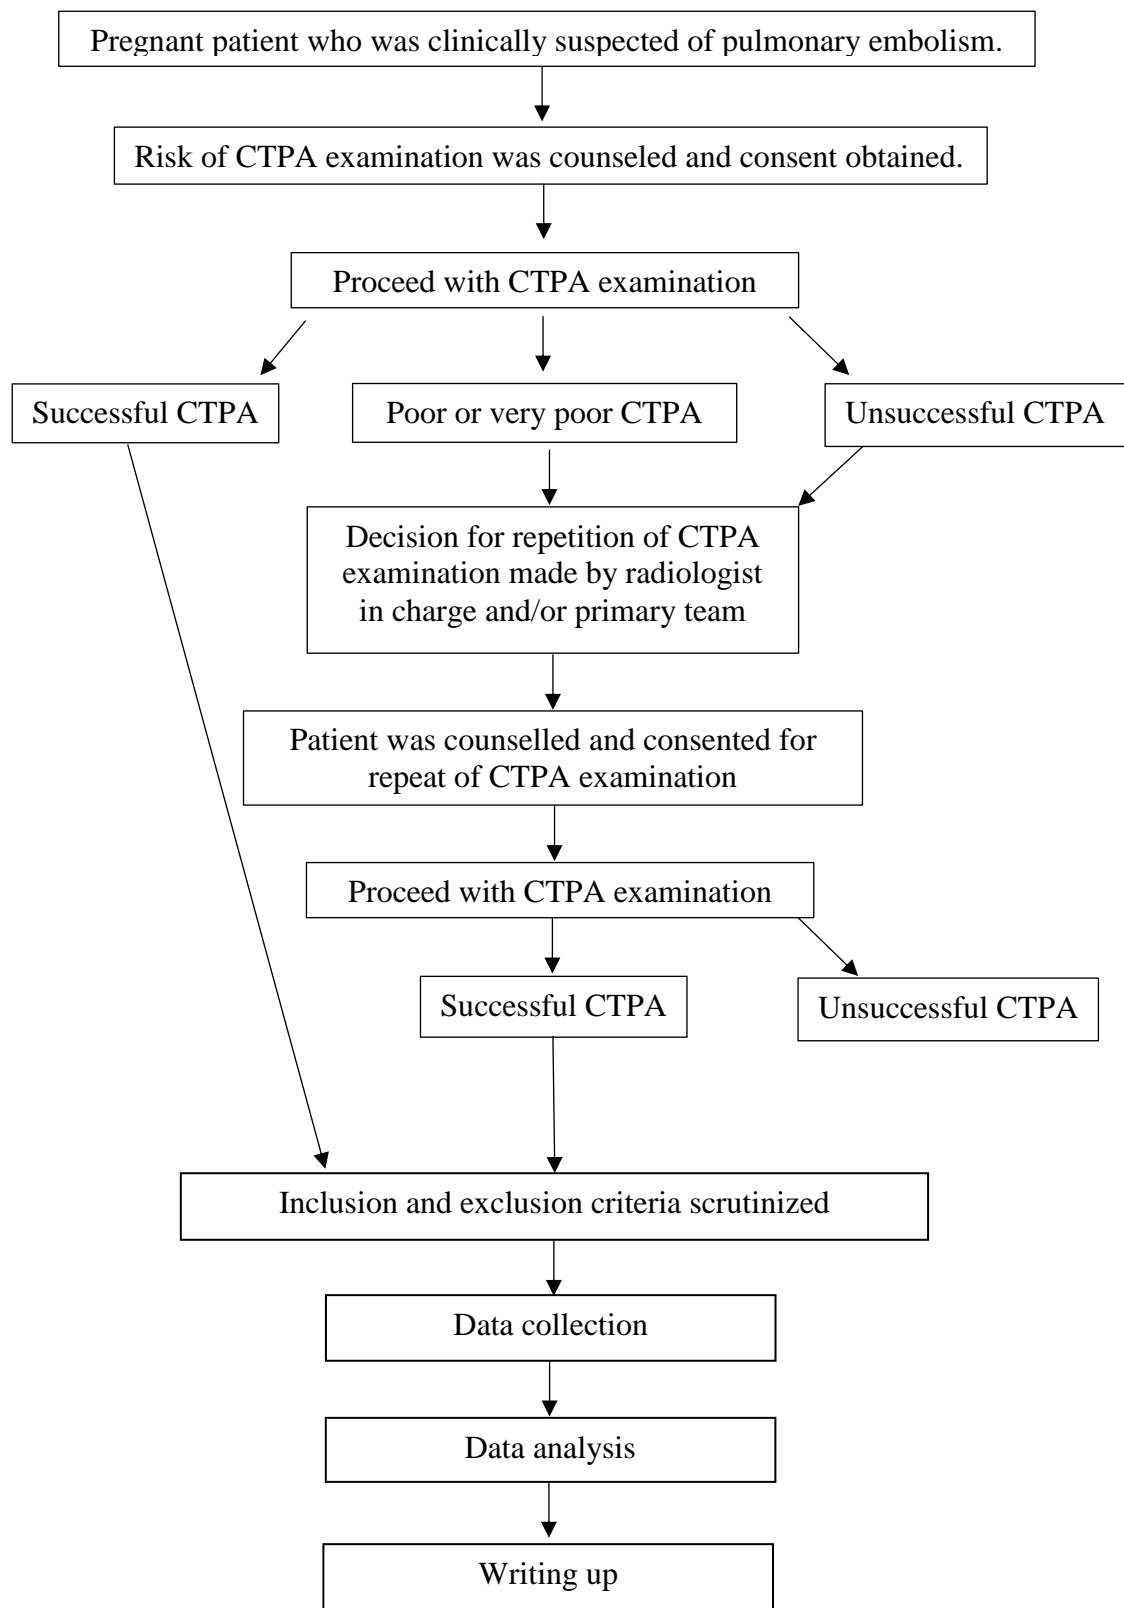 Pregnant patient who was clinically suspected of pulmonary embolism.
Risk of CTPA examination was counseled and consent obtained.
Proceed with CTPA examination
Successful CTPA
Poor or very poor CTPA
Unsuccessful CTPA
Decision for repetition of CTPA
examination made by radiologist
in charge and/or primary team
Patient was counselled and consented for
repeat of CTPA examination
Proceed with CTPA examination
Successful CTPA
Unsuccessful CTPA
Inclusion and exclusion criteria scrutinized
Data collection
Data analysis
Writing up